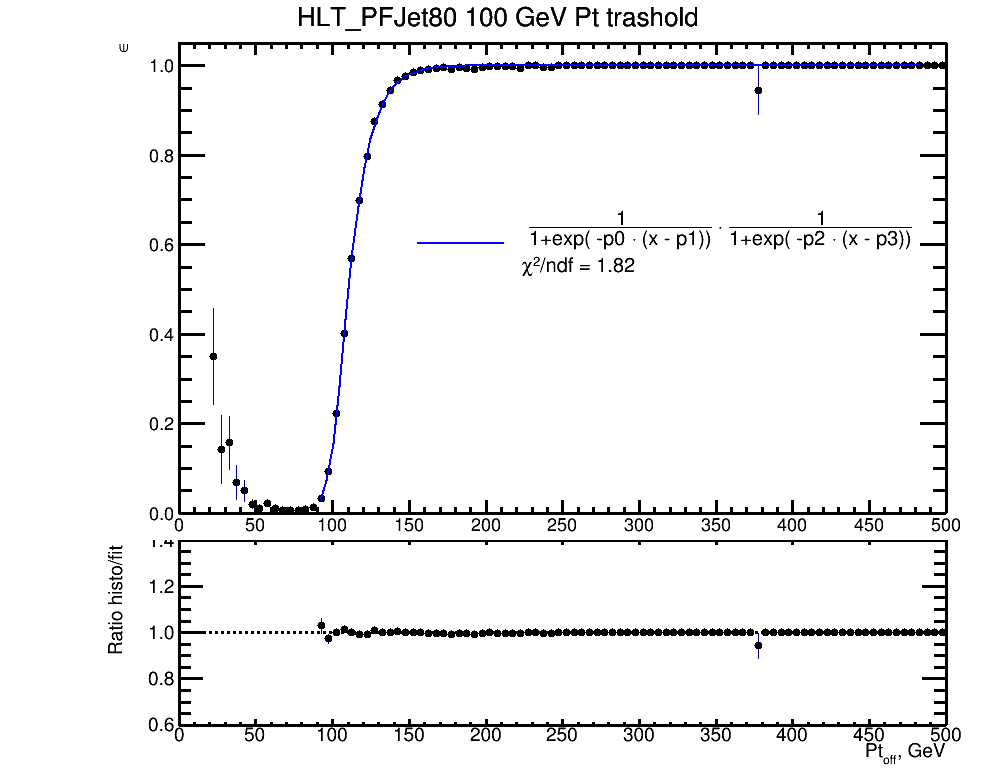 HLT_PFJet80 100 GeV Pt trashold
∈
1.0
0.8
0.6
0.4
0.2
0.0
1/(1+exp( -p0 · (x - p1))) · 1/(1+exp( -p2 · (x - p3)))
χ²/ndf = 1.82
0 50 100 150 200 250 300 350 400 450 500
Ratio histo/fit
1.4
1.2
1.0
0.8
0.6
0 50 100 150 200 250 300 350 400 450 500
Pt_off, GeV